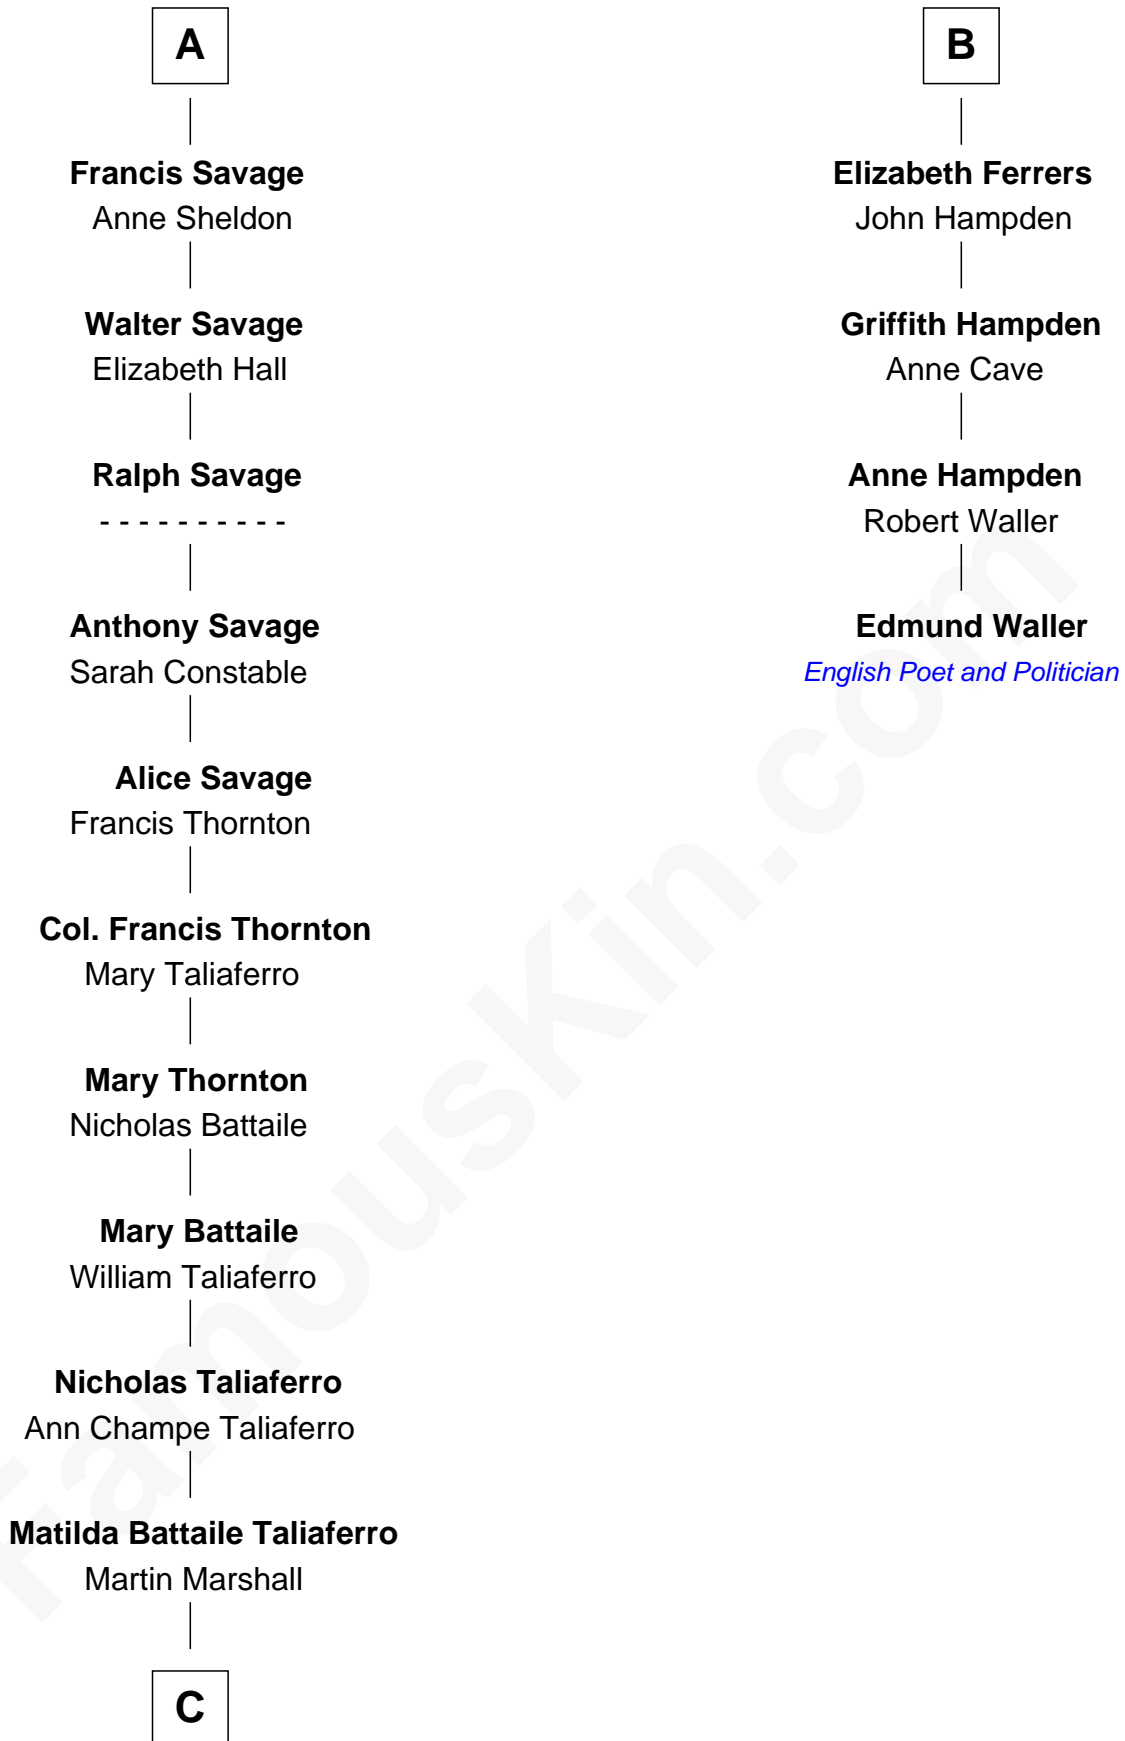 A
Francis Savage
Anne Sheldon
Walter Savage
Elizabeth Hall
Ralph Savage
- - - - - - - - - -
Anthony Savage
Sarah Constable
Alice Savage
Francis Thornton
Col. Francis Thornton
Mary Taliaferro
Mary Thornton
Nicholas Battaile
Mary Battaile
William Taliaferro
Nicholas Taliaferro
Ann Champe Taliaferro
Matilda Battaile Taliaferro
Martin Marshall
C
B
Elizabeth Ferrers
John Hampden
Griffith Hampden
Anne Cave
Anne Hampden
Robert Waller
Edmund Waller
English Poet and Politician
FamousKin.com